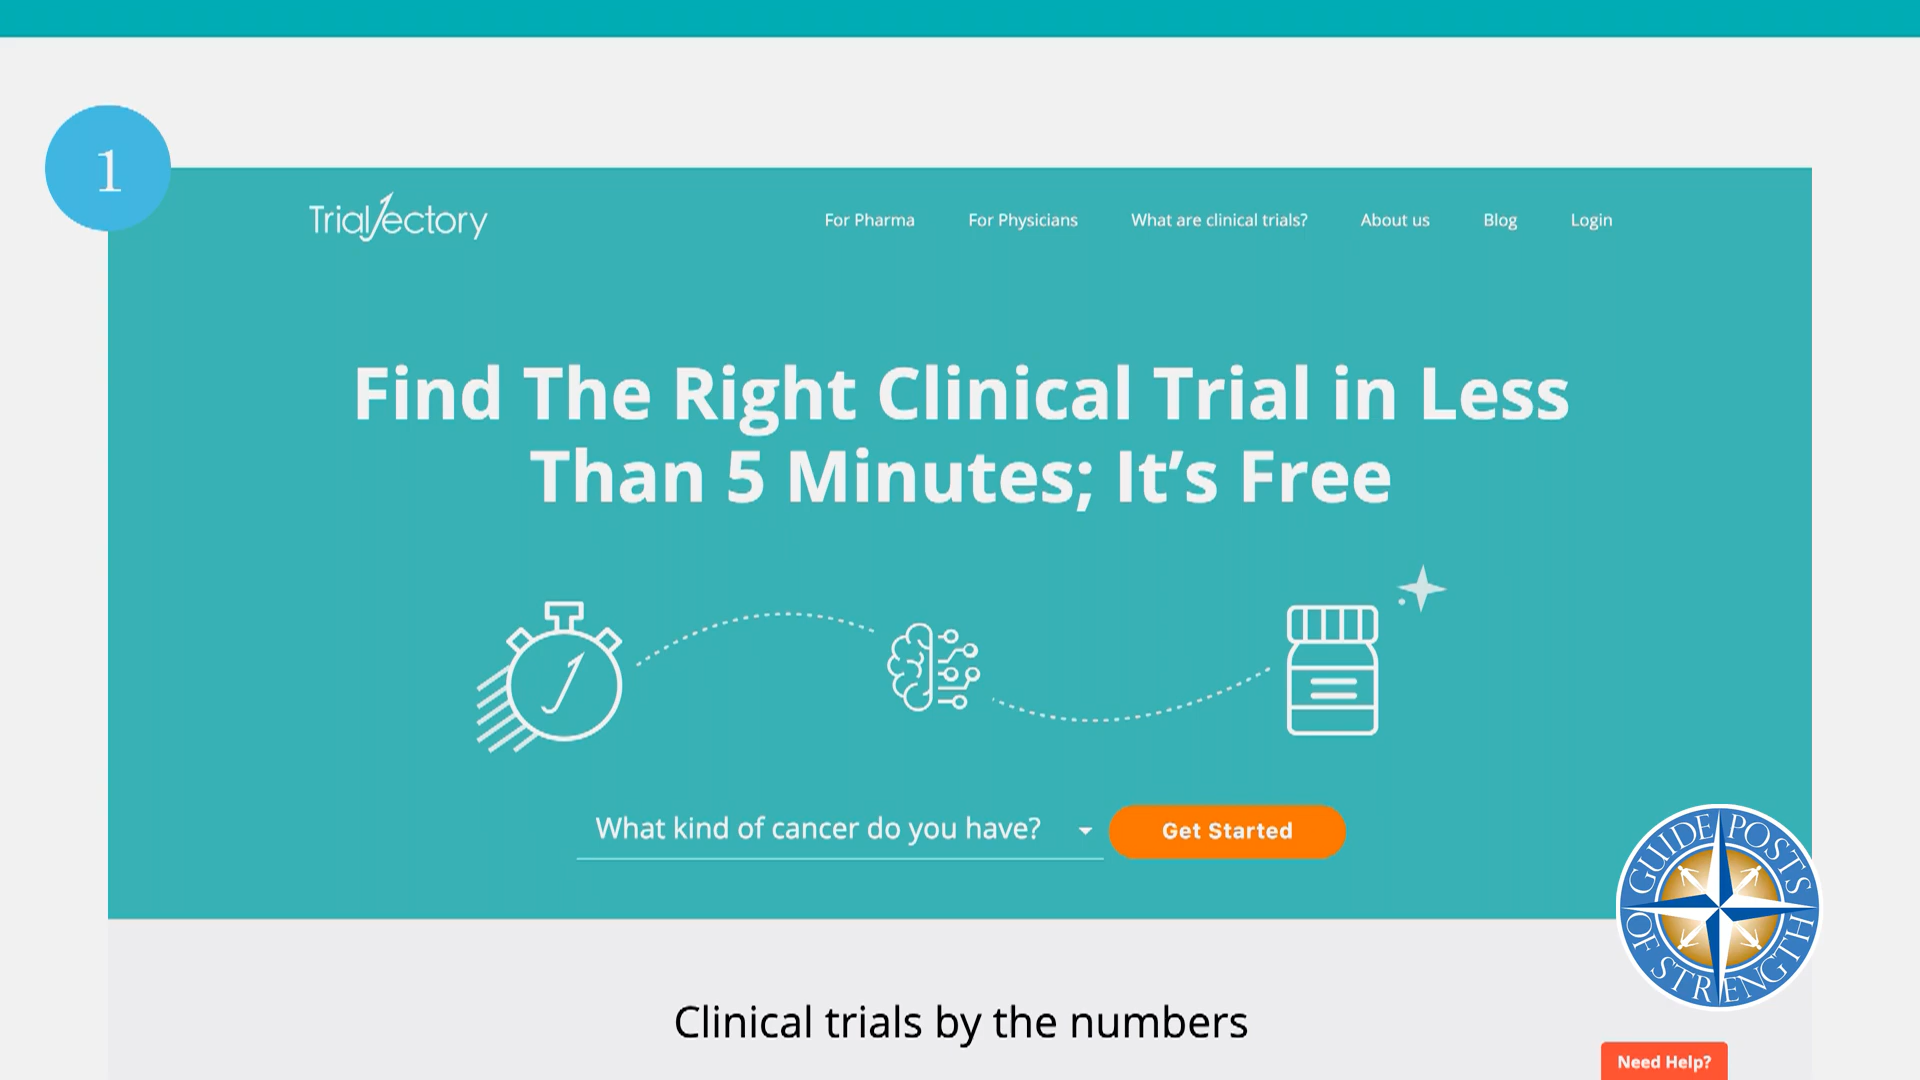 1
TrialJectory
For Pharma
For Physicians
What are clinical trials?
About us
Blog
Login
Find The Right Clinical Trial in Less
Than 5 Minutes; It’s Free
What kind of cancer do you have?
Get Started
GUIDE POSTS
OF STRENGTH
Clinical trials by the numbers
Need Help?